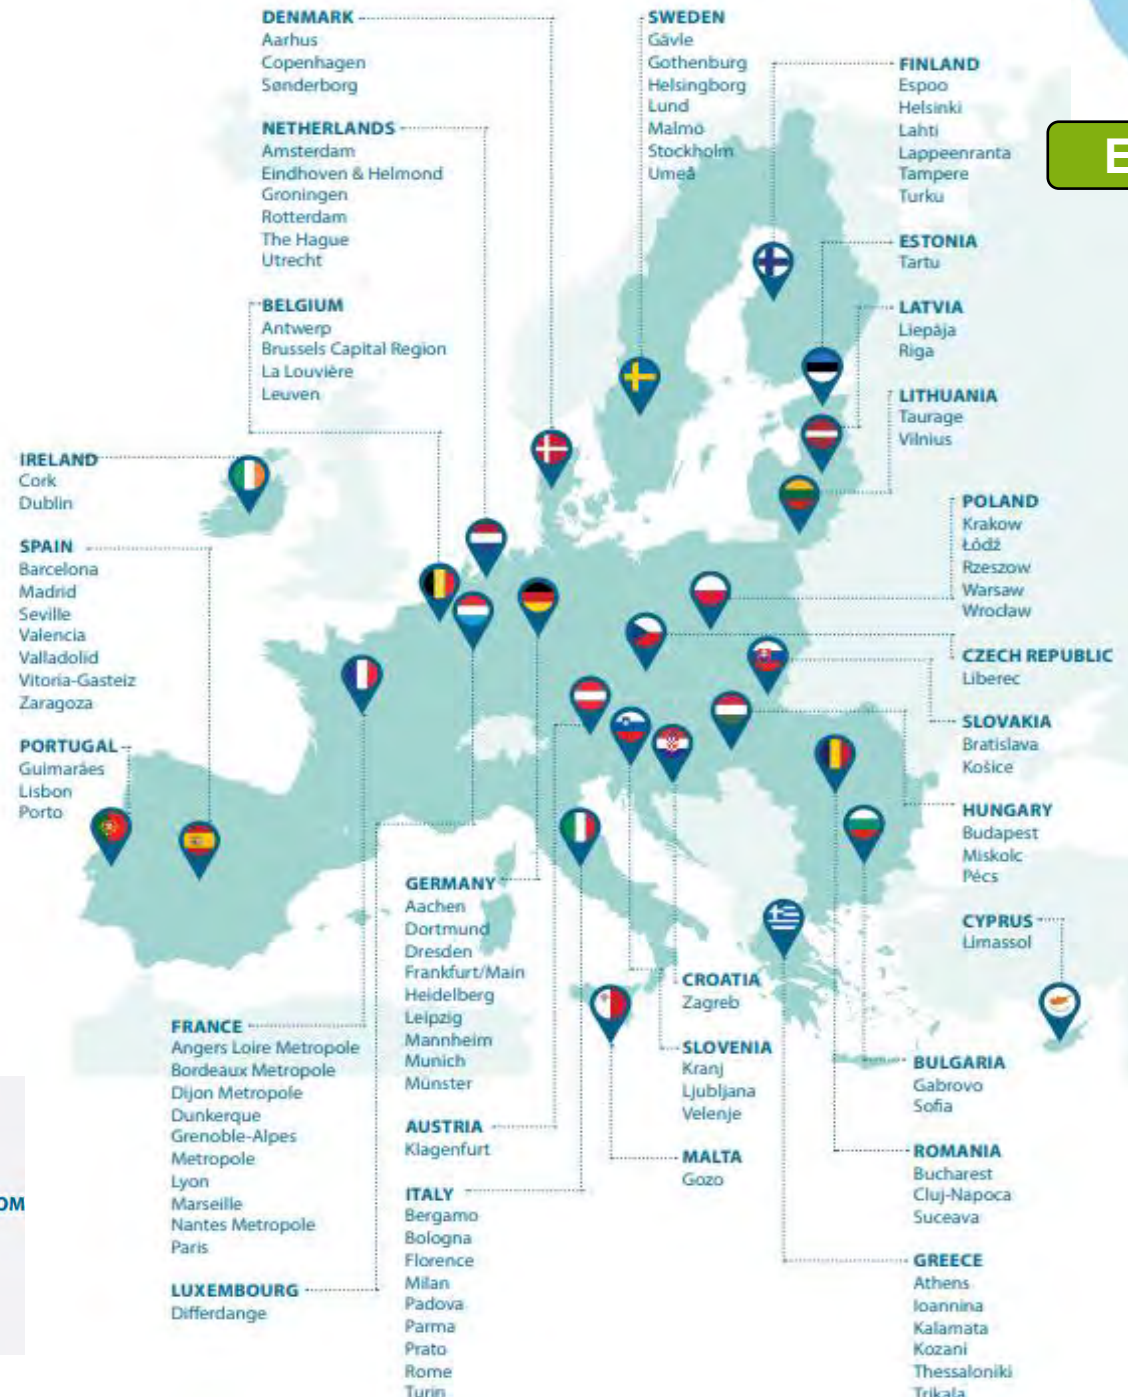 DENMARK
Aarhus
Copenhagen
Sønderborg
NETHERLANDS
Amsterdam
Eindhoven & Helmond
Groningen
Rotterdam
The Hague
Utrecht
BELGIUM
Antwerp
Brussels Capital Region
La Louvière
Leuven
SWEDEN
Gävle
Gothenburg
Helsingborg
Lund
Malmö
Stockholm
Umeå
FINLAND
Espoo
Helsinki
Lahti
Lappeenranta
Tampere
Turku
E
ESTONIA
Tartu
LATVIA
Liepāja
Riga
LITHUANIA
Taurage
Vilnius
IRELAND
Cork
Dublin
SPAIN
Barcelona
Madrid
Seville
Valencia
Valladolid
Vitoria-Gasteiz
Zaragoza
PORTUGAL
Guimarães
Lisbon
Porto
POLAND
Krakow
Łódź
Rzeszow
Warsaw
Wrocław
CZECH REPUBLIC
Liberec
SLOVAKIA
Bratislava
Košice
HUNGARY
Budapest
Miskolc
Pécs
CYPRUS
Limassol
GERMANY
Aachen
Dortmund
Dresden
Frankfurt/Main
Heidelberg
Leipzig
Mannheim
Munich
Münster
AUSTRIA
Klagenfurt
ITALY
Bergamo
Bologna
Florence
Milan
Padova
Parma
Prato
Rome
Turin
FRANCE
Angers Loire Metropole
Bordeaux Metropole
Dijon Metropole
Dunkerque
Grenoble-Alpes
Metropole
Lyon
Marseille
Nantes Metropole
Paris
LUXEMBOURG
Differdange
OM
CROATIA
Zagreb
SLOVENIA
Kranj
Ljubljana
Velenje
MALTA
Gozo
BULGARIA
Gabrovo
Sofia
ROMANIA
Bucharest
Cluj-Napoca
Suceava
GREECE
Athens
Ioannina
Kalamata
Kozani
Thessaloniki
Trikala